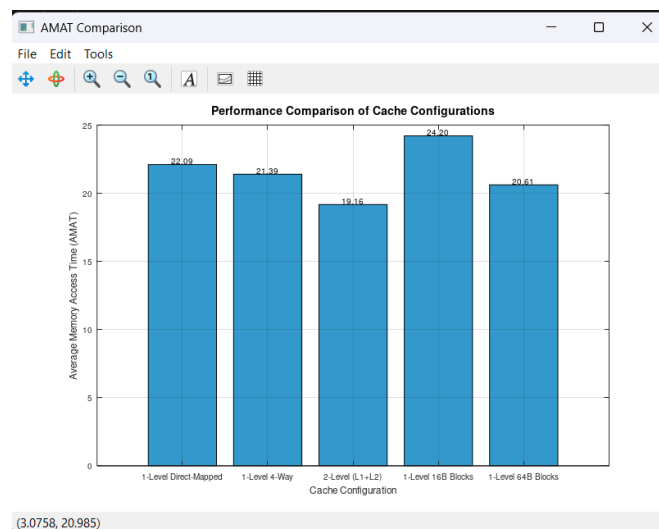 AMAT Comparison
File Edit Tools
A
Performance Comparison of Cache Configurations
25
20
15
10
5
0
Average Memory Access Time (AMAT)
22.09
21.39
19.16
24.20
20.61
1-Level Direct-Mapped 1-Level 4-Way 2-Level (L1+L2) 1-Level 16B Blocks 1-Level 64B Blocks
Cache Configuration
(3.0758, 20.985)